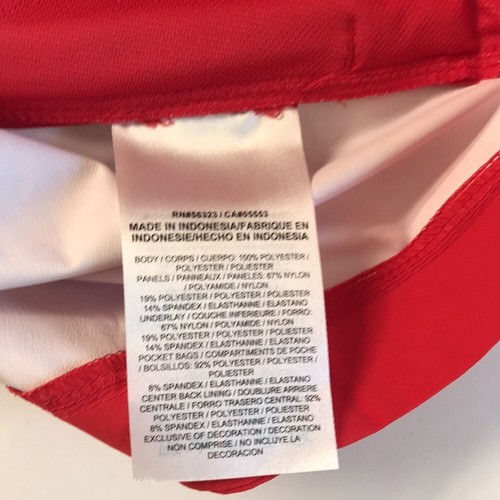 RN#56323 / CA#05553
MADE IN INDONESIA/FABRIQUE EN
INDONESIE/HECHO EN INDONESIA
BODY / CORPS / CUERPO: 100% POLYESTER /
POLYESTER / POLIESTER
PANELS / PANNEAUX / PANELES: 67% NYLON
/ POLYAMIDE / NYLON
19% POLYESTER / POLYESTER / POLIESTER
14% SPANDEX / ELASTHANNE / ELASTANO
UNDERLAY / COUCHE INFERIEURE / FORRO:
67% NYLON / POLYAMIDE / NYLON
19% POLYESTER / POLYESTER / POLIESTER
14% SPANDEX / ELASTHANNE / ELASTANO
POCKET BAGS / COMPARTIMENTS DE POCHE
/ BOLSILLOS: 92% POLYESTER / POLYESTER /
POLIESTER
8% SPANDEX / ELASTHANNE / ELASTANO
CENTER BACK LINING / DOUBLURE ARRIERE
CENTRALE / FORRO TRASERO CENTRAL: 92%
POLYESTER / POLYESTER / POLIESTER
8% SPANDEX / ELASTHANNE / ELASTANO
EXCLUSIVE OF DECORATION / DECORATION
NON COMPRISE / NO INCLUYE LA
DECORACION